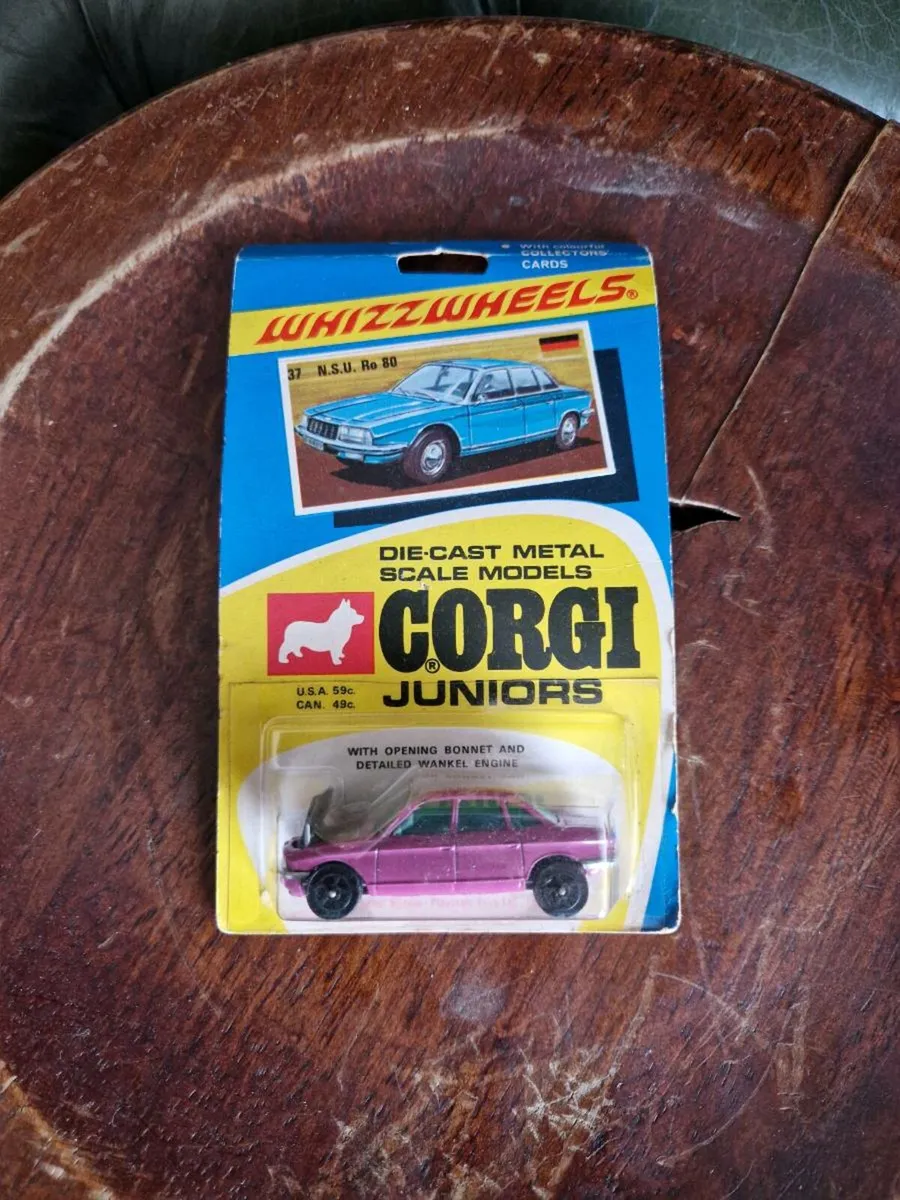 • With colourful
COLLECTORS'
CARDS
WHIZZWHEELS®
37 N.S.U. Ro 80
DIE-CAST METAL
SCALE MODELS
CORGI®
JUNIORS
U.S.A. 59c.
CAN. 49c.
WITH OPENING BONNET AND
DETAILED WANKEL ENGINE